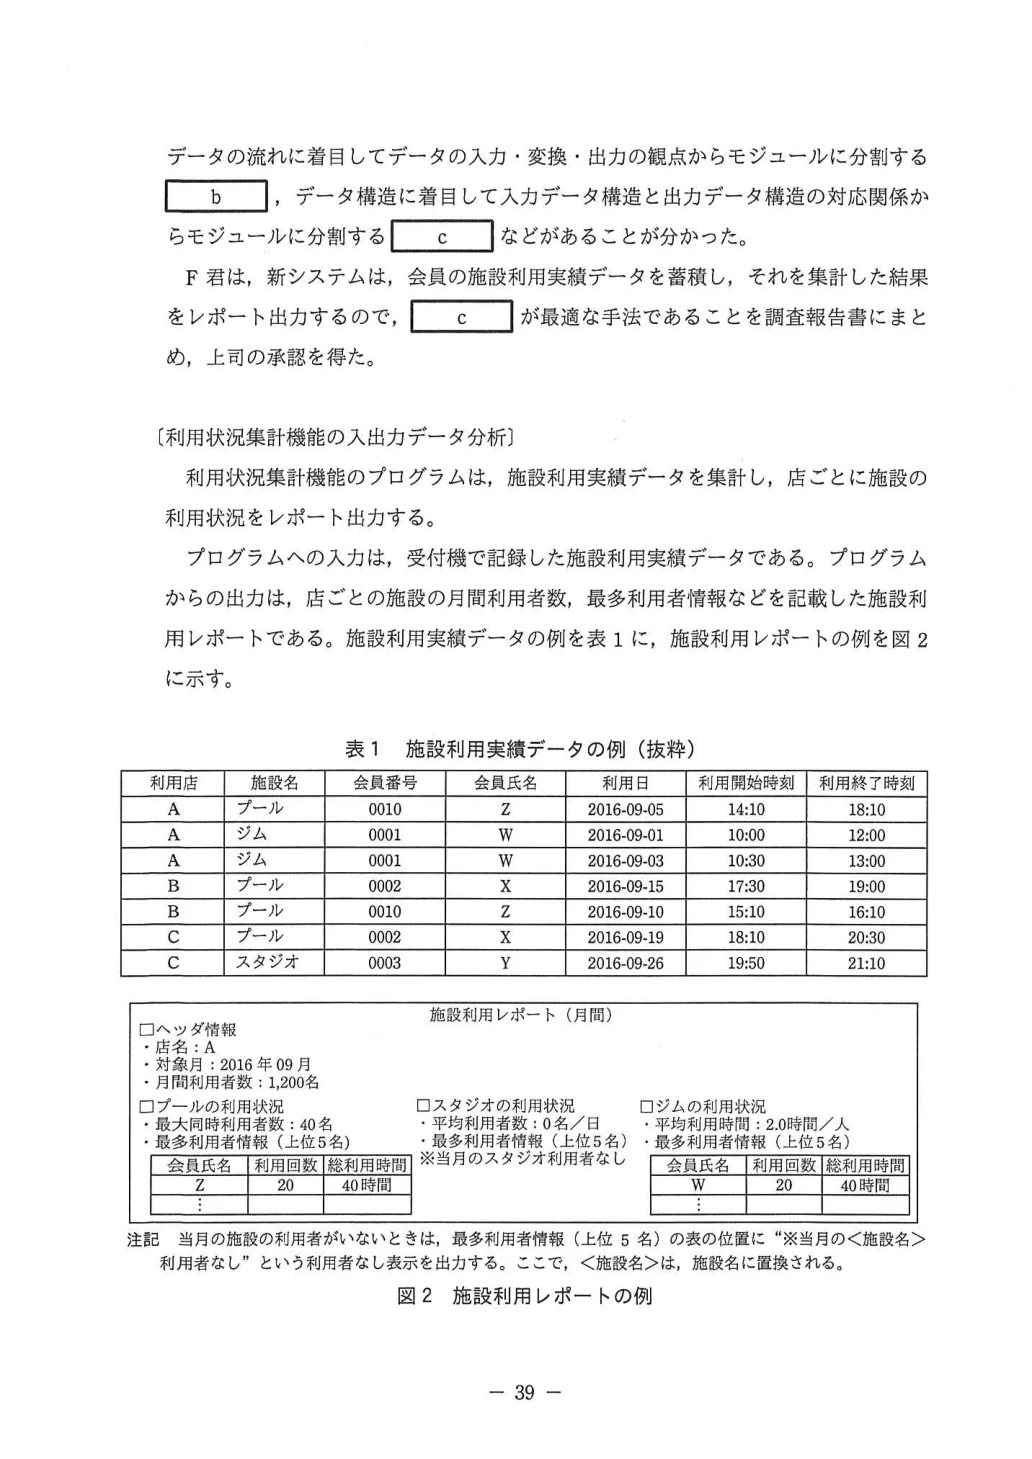 データの流れに着目してデータの入力・変換・出力の観点からモジュールに分割する
b ，データ構造に着目して入力データ構造と出力データ構造の対応関係か
らモジュールに分割する c などがあることが分かった。
F 君は，新システムは，会員の施設利用実績データを蓄積し，それを集計した結果
をレポート出力するので， c が最適な手法であることを調査報告書にまと
め，上司の承認を得た。
〔利用状況集計機能の入出力データ分析〕
利用状況集計機能のプログラムは，施設利用実績データを集計し，店ごとに施設の
利用状況をレポート出力する。
プログラムへの入力は，受付機で記録した施設利用実績データである。プログラム
からの出力は，店ごとの施設の月間利用者数，最多利用者情報などを記載した施設利
用レポートである。施設利用実績データの例を表 1 に，施設利用レポートの例を図 2
に示す。
表1 施設利用実績データの例（抜粋）
利用店 施設名 会員番号 会員氏名 利用日 利用開始時刻 利用終了時刻
A プール 0010 Z 2016-09-05 14:10 18:10
A ジム 0001 W 2016-09-01 10:00 12:00
A ジム 0001 W 2016-09-03 10:30 13:00
B プール 0002 X 2016-09-15 17:30 19:00
B プール 0010 Z 2016-09-10 15:10 16:10
C プール 0002 X 2016-09-19 18:10 20:30
C スタジオ 0003 Y 2016-09-26 19:50 21:10
施設利用レポート（月間）
□ヘッダ情報
・店名：A
・対象月：2016 年 09 月
・月間利用者数：1,200名
□プールの利用状況
・最大同時利用者数：40名
・最多利用者情報（上位5名）
会員氏名 利用回数 総利用時間
Z 20 40時間
⋮
□スタジオの利用状況
・平均利用者数：0名／日
・最多利用者情報（上位5名）
※当月のスタジオ利用者なし
□ジムの利用状況
・平均利用時間：2.0時間／人
・最多利用者情報（上位5名）
会員氏名 利用回数 総利用時間
W 20 40時間
⋮
注記 当月の施設の利用者がいないときは，最多利用者情報（上位 5 名）の表の位置に“※当月の＜施設名＞
利用者なし”という利用者なし表示を出力する。ここで，＜施設名＞は，施設名に置換される。
図2 施設利用レポートの例
－ 39 －